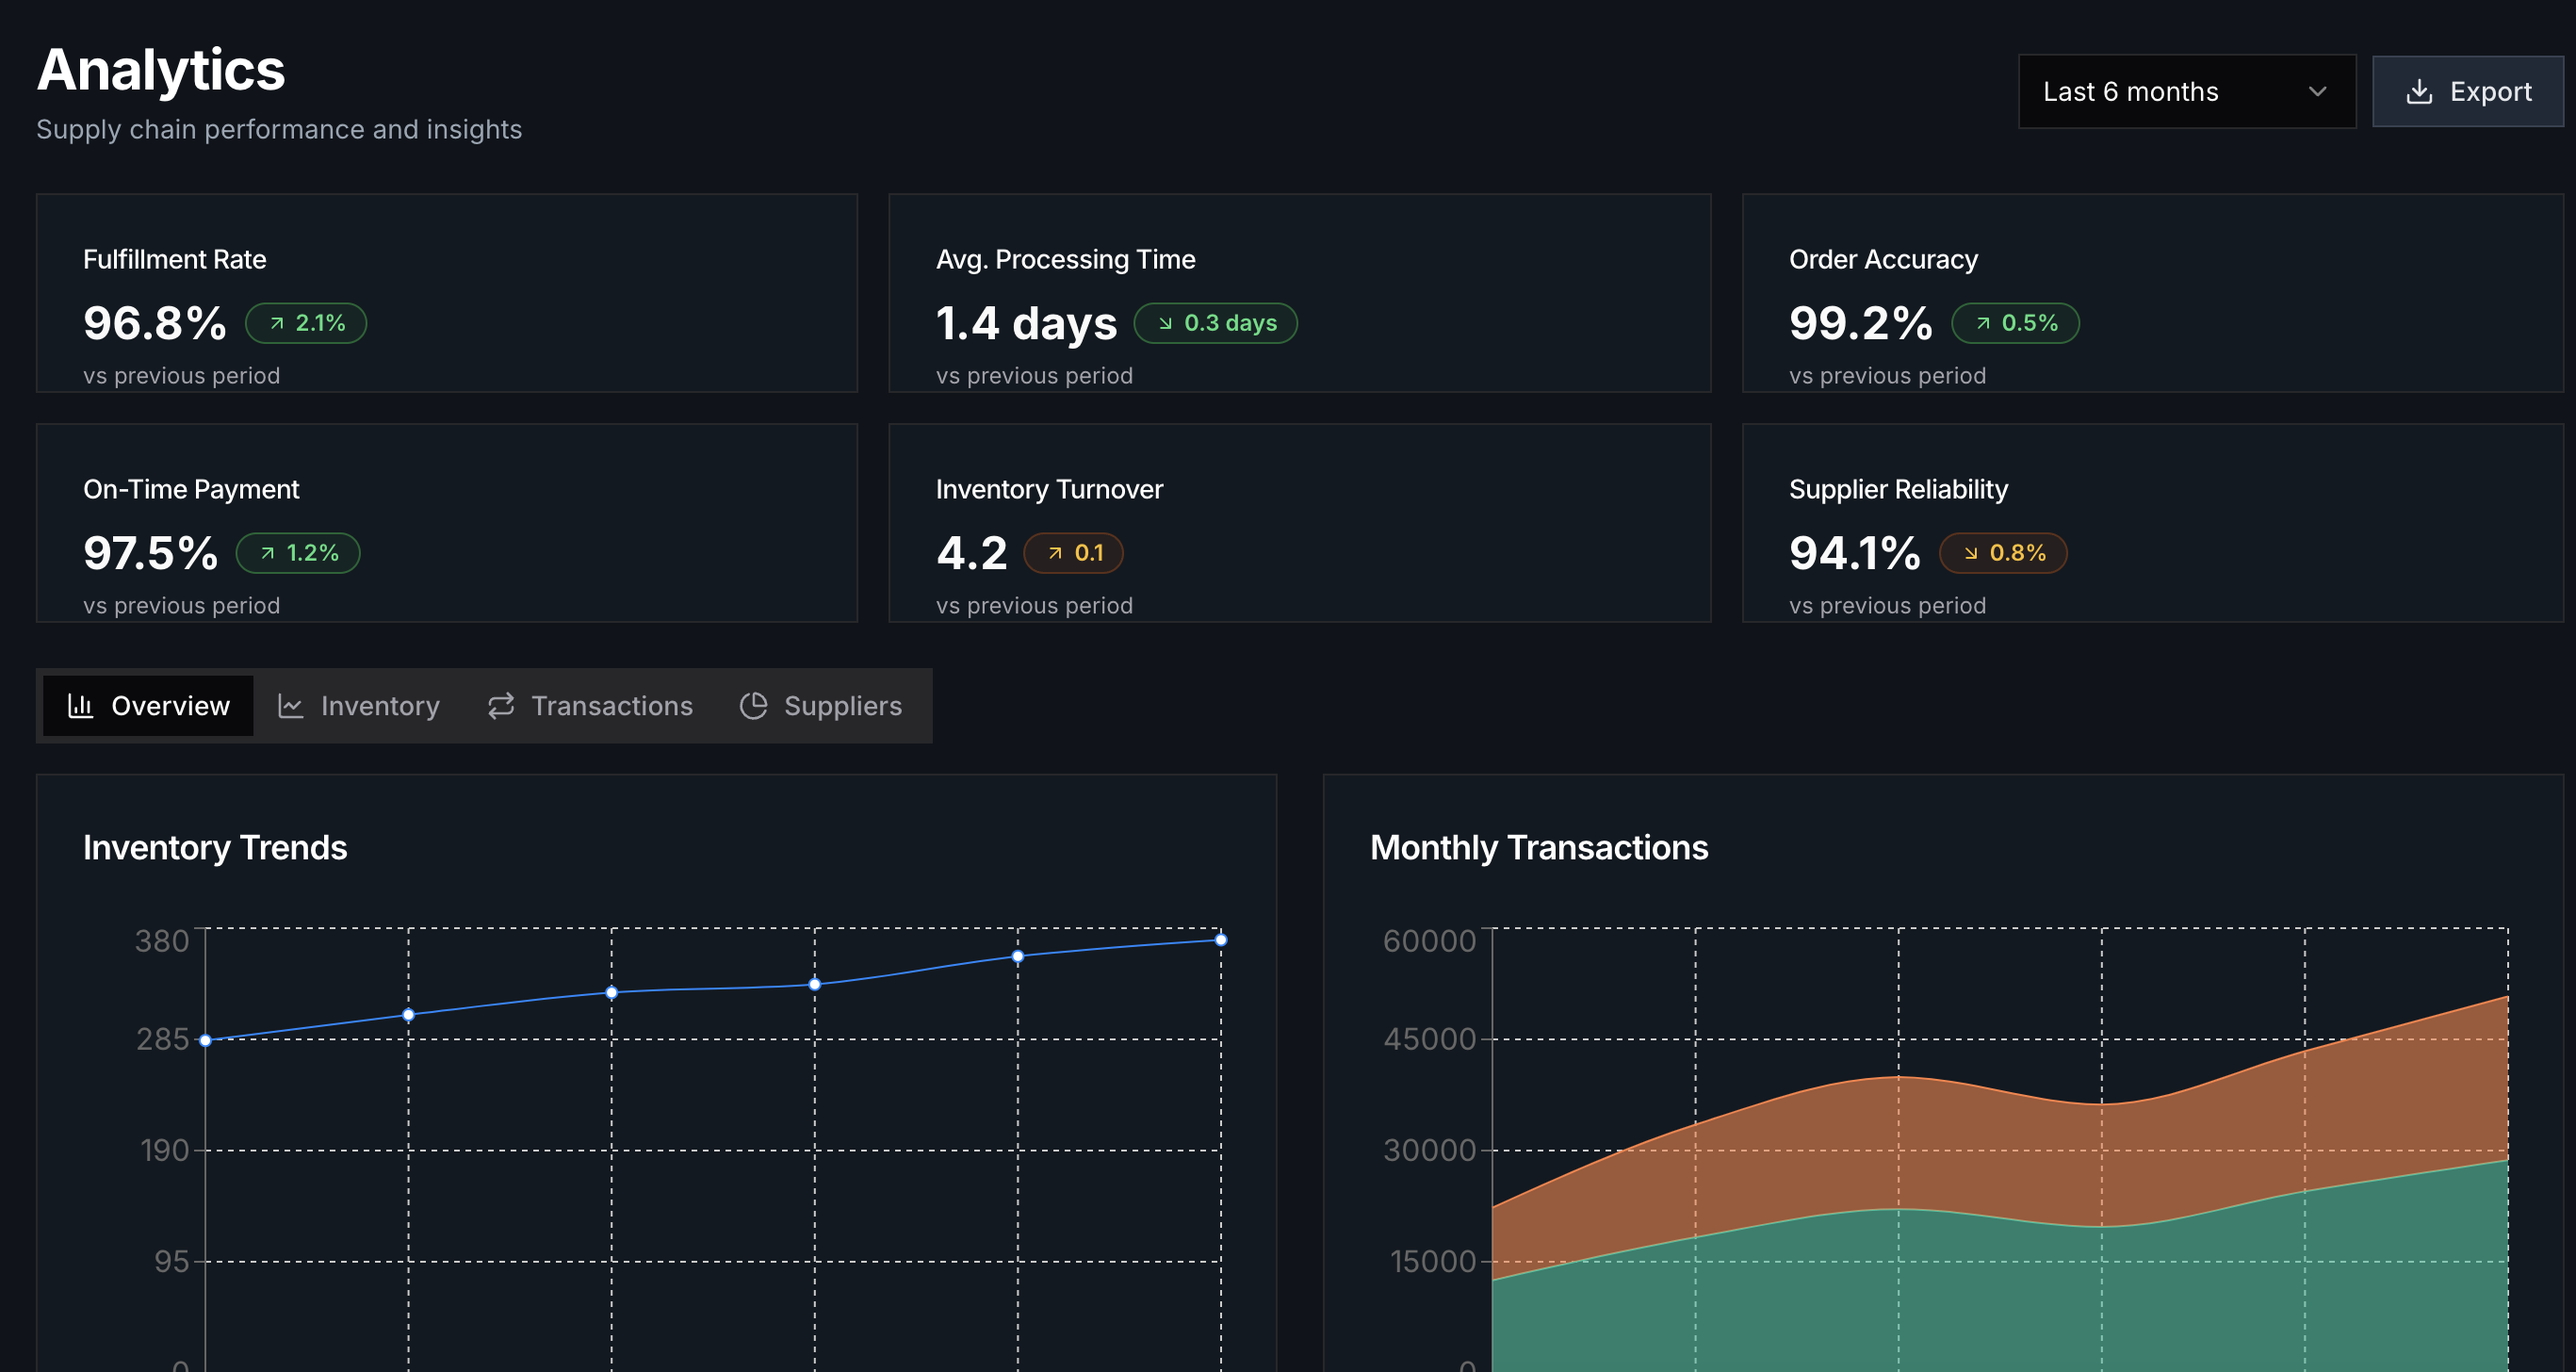 Analytics
Supply chain performance and insights
Last 6 months
Export
Fulfillment Rate
96.8% 2.1%
vs previous period
Avg. Processing Time
1.4 days 0.3 days
vs previous period
Order Accuracy
99.2% 0.5%
vs previous period
On-Time Payment
97.5% 1.2%
vs previous period
Inventory Turnover
4.2 0.1
vs previous period
Supplier Reliability
94.1% 0.8%
vs previous period
Overview Inventory Transactions Suppliers
Inventory Trends
380
285
190
95
0
Monthly Transactions
60000
45000
30000
15000
0